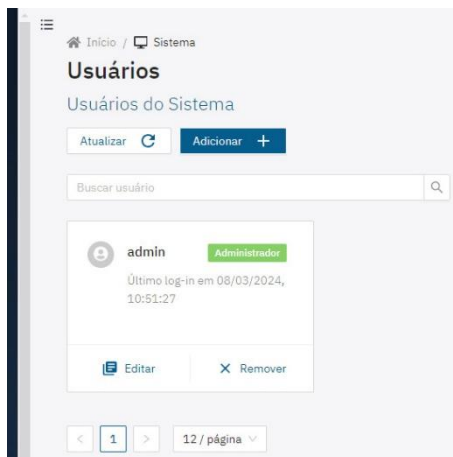 Início / Sistema
Usuários
Usuários do Sistema
Atualizar
Adicionar +
Buscar usuário
admin Administrador
Último log-in em 08/03/2024,
10:51:27
Editar
Remover
< 1 > 12 / página